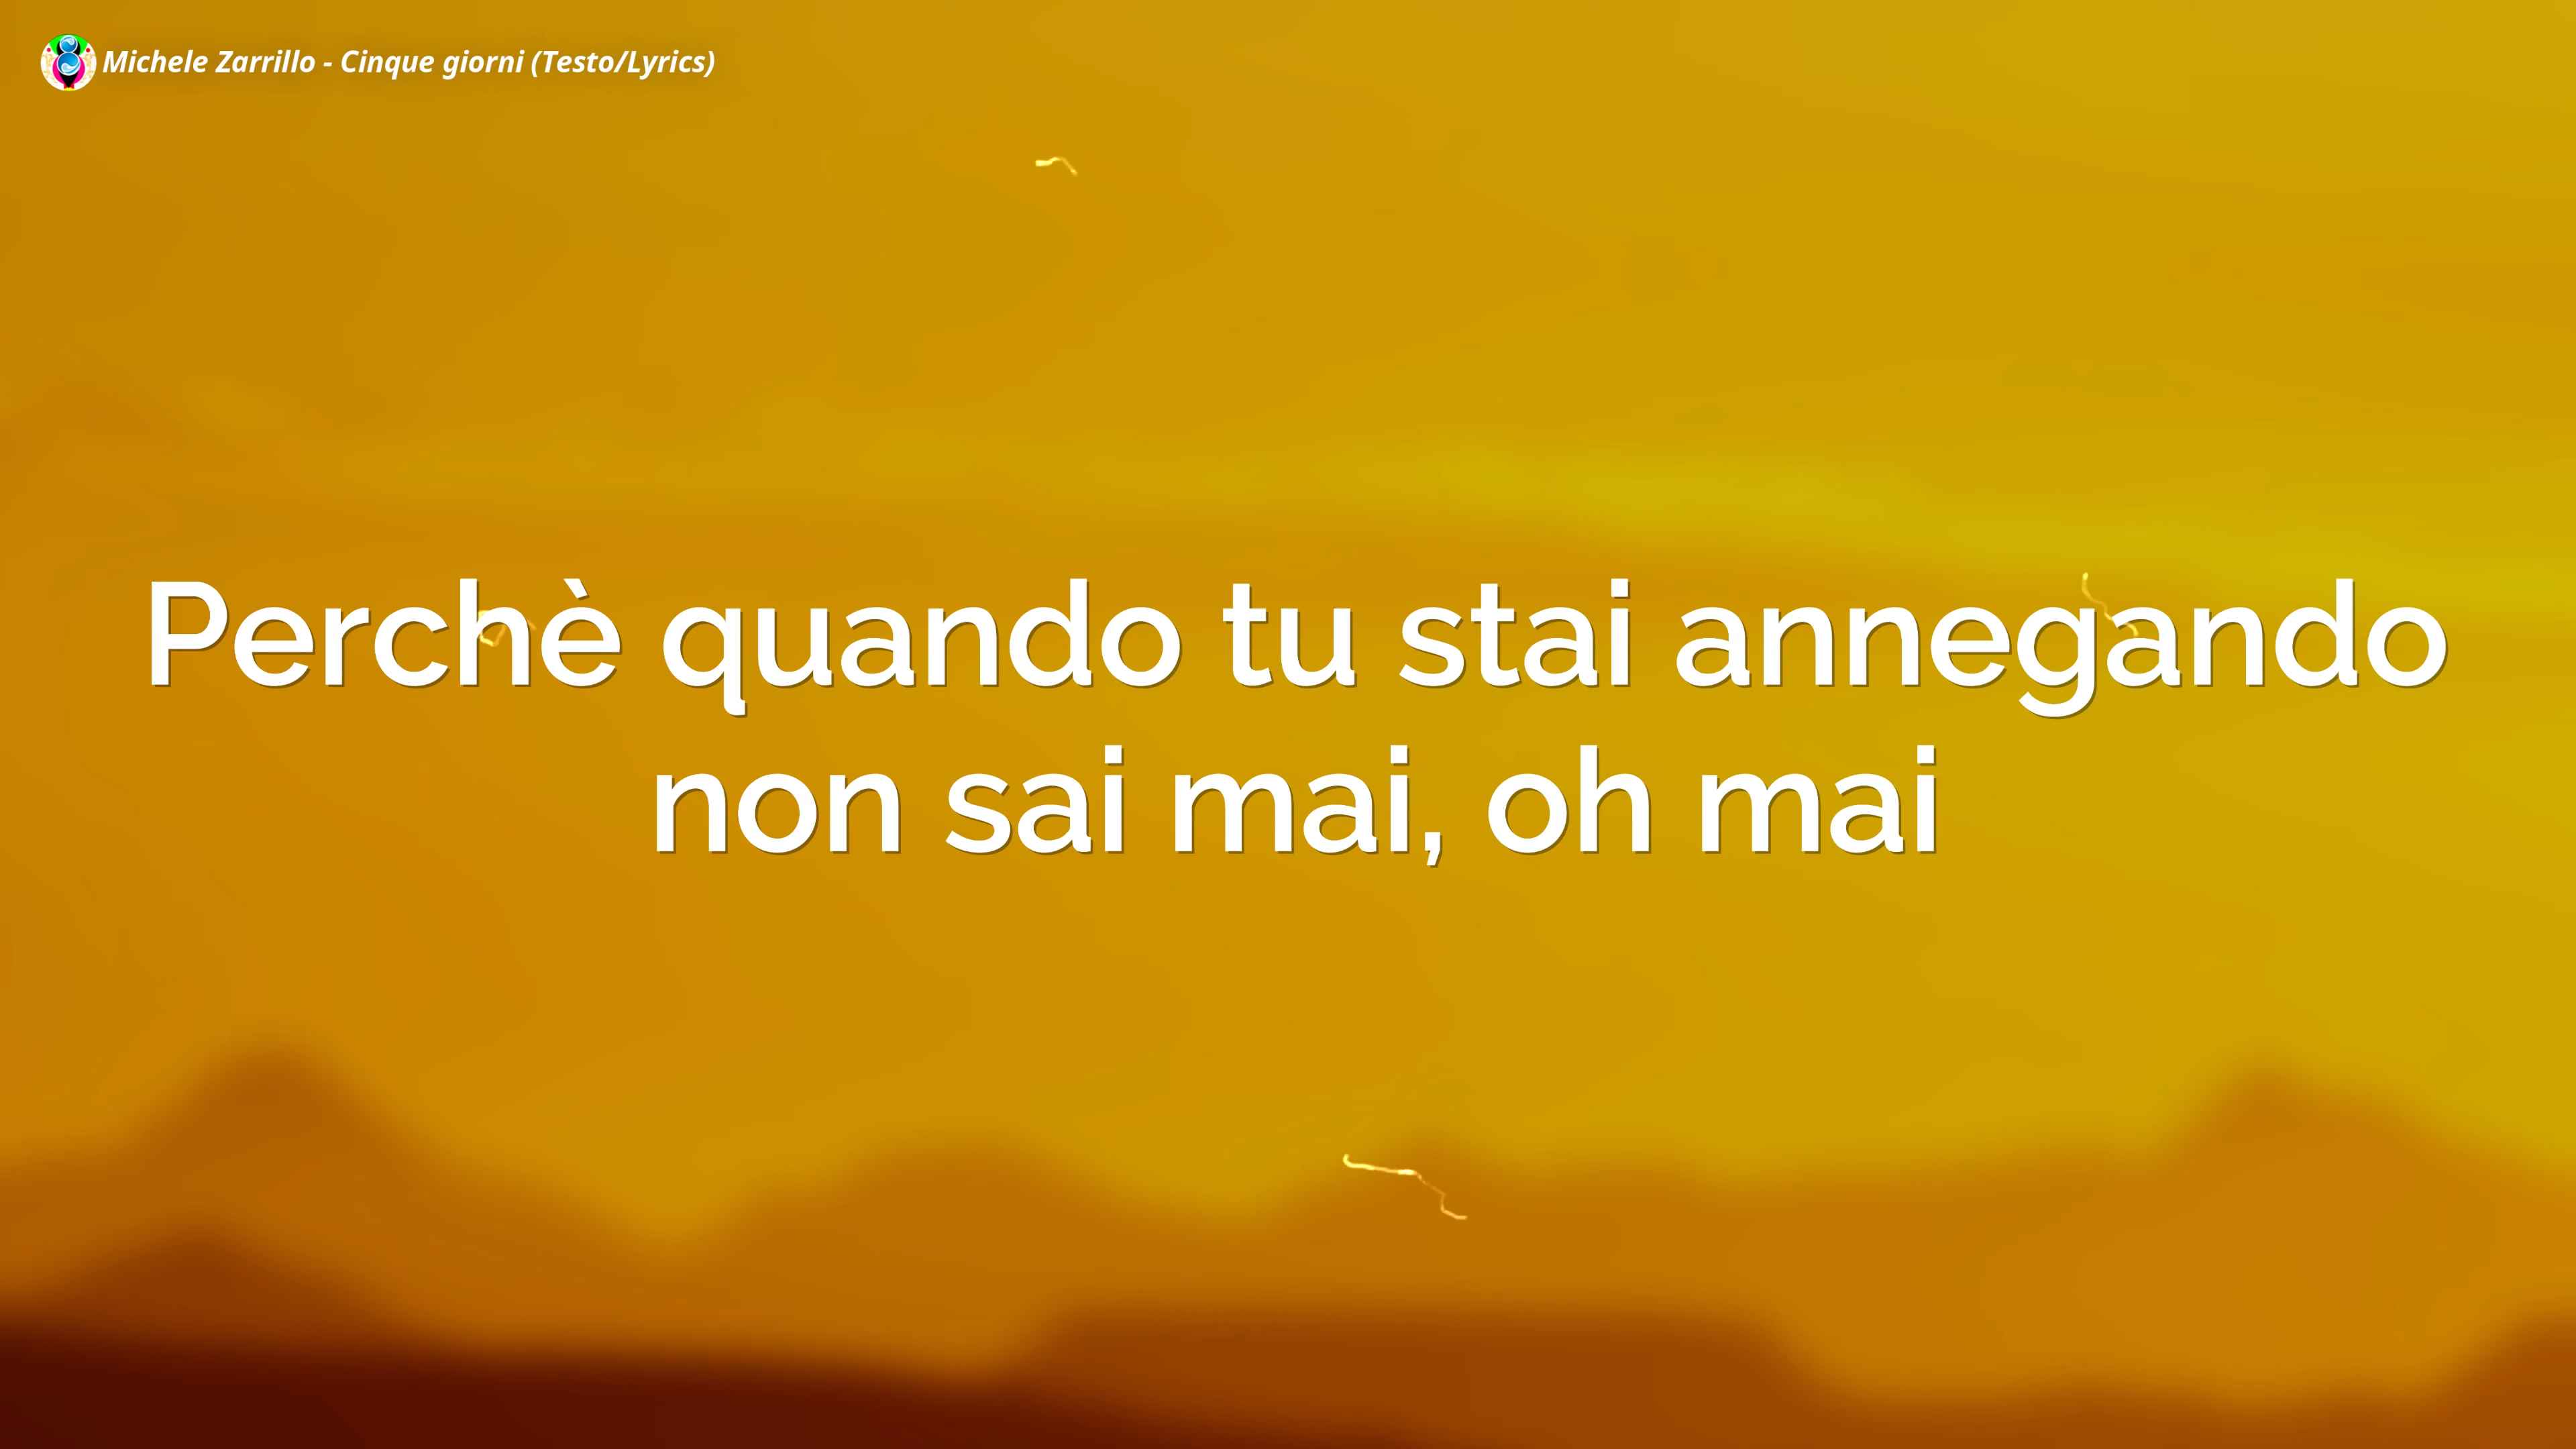 Michele Zarrillo - Cinque giorni (Testo/Lyrics)
Perchè quando tu stai annegando
non sai mai, oh mai